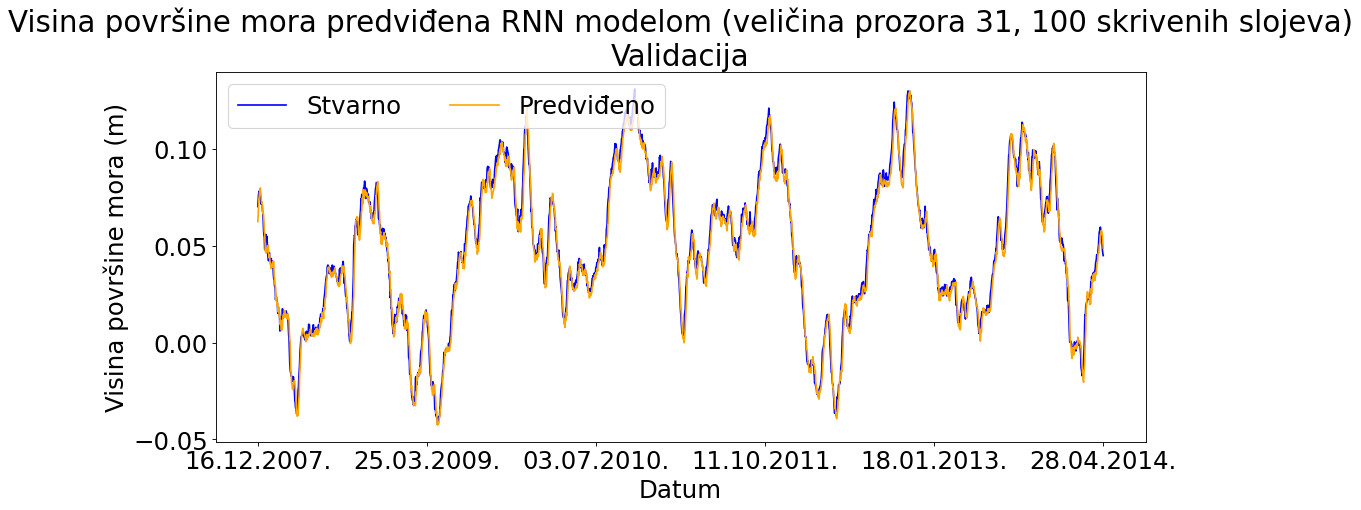 Visina površine mora predviđena RNN modelom (veličina prozora 31, 100 skrivenih slojeva)
Validacija
Stvarno
Predviđeno
Visina površine mora (m)
0.10
0.05
0.00
−0.05
16.12.2007.
25.03.2009.
03.07.2010.
11.10.2011.
18.01.2013.
28.04.2014.
Datum